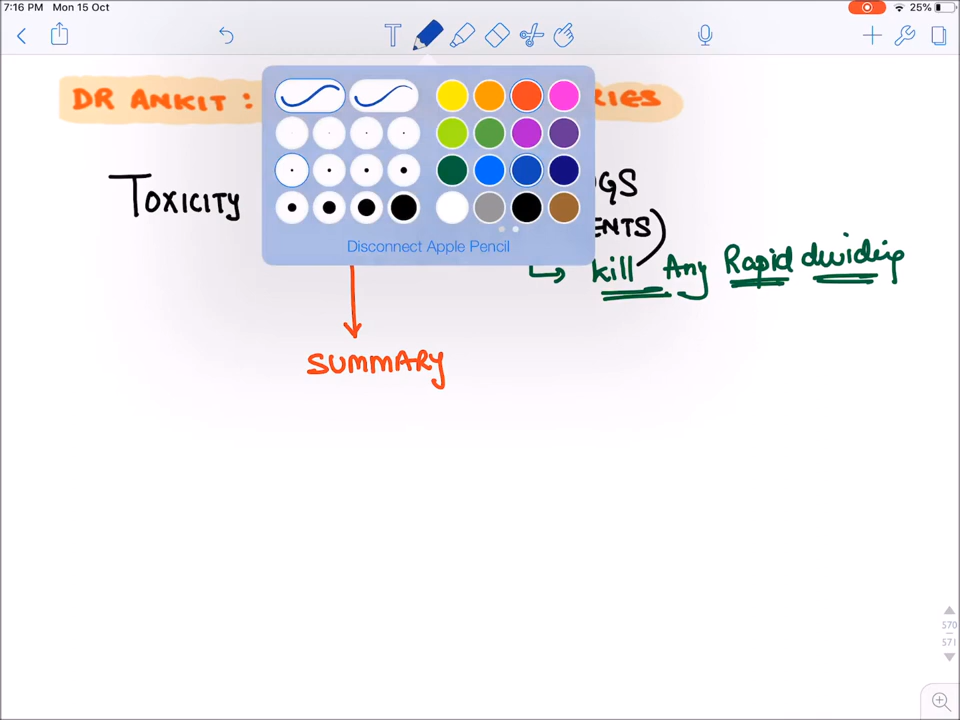 7:16 PM Mon 15 Oct
25%
T
DR ANKIT :
RIES
TOXICITY
GS
ENTS)
↳ kill Any Rapid dividing
Disconnect Apple Pencil
SUMMARY
570
571